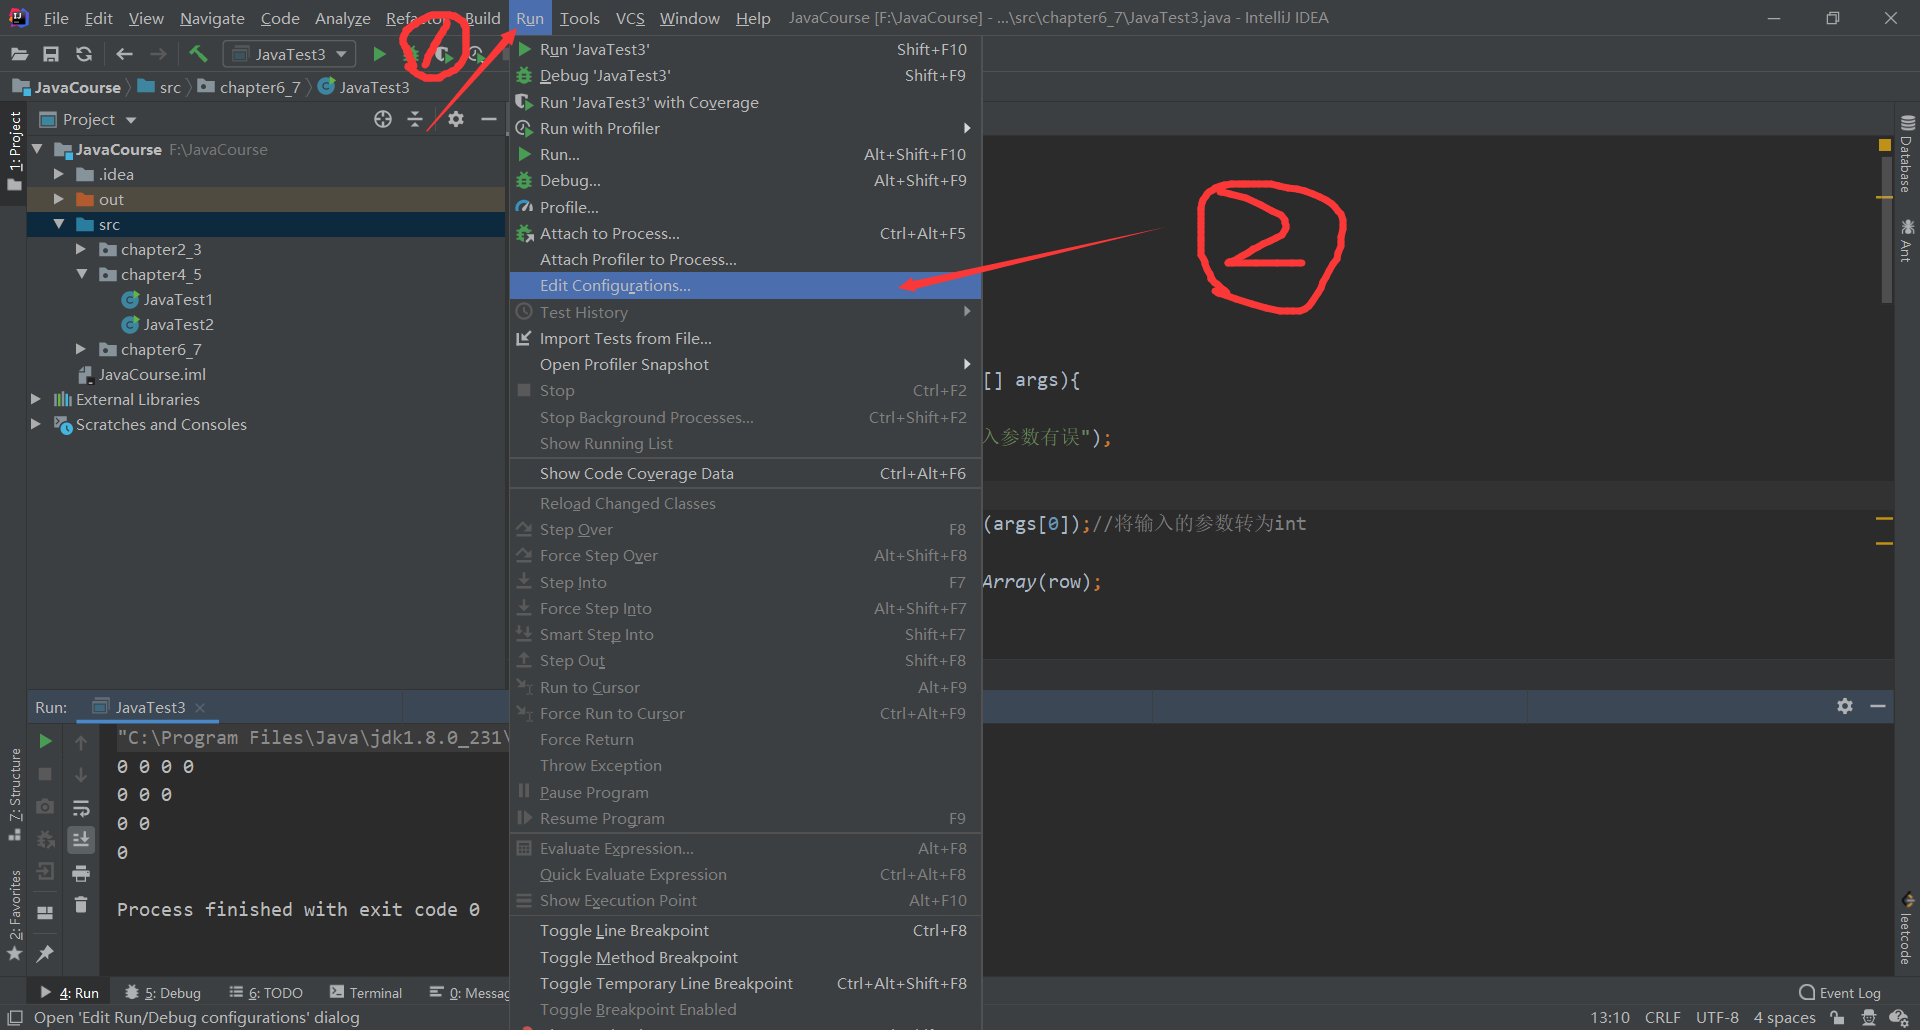 File Edit View Navigate Code Analyze Refactor Build Run Tools VCS Window Help JavaCourse [F:\JavaCourse] - ...\src\chapter6_7\JavaTest3.java - IntelliJ IDEA
JavaTest3
1
JavaCourse src chapter6_7 JavaTest3
Project
1: Project
JavaCourse F:\JavaCourse
.idea
out
src
chapter2_3
chapter4_5
JavaTest1
JavaTest2
chapter6_7
JavaCourse.iml
External Libraries
Scratches and Consoles
Run 'JavaTest3' Shift+F10
Debug 'JavaTest3' Shift+F9
Run 'JavaTest3' with Coverage
Run with Profiler
Run... Alt+Shift+F10
Debug... Alt+Shift+F9
Profile...
Attach to Process... Ctrl+Alt+F5
Attach Profiler to Process...
Edit Configurations...
Test History
Import Tests from File...
Open Profiler Snapshot
Stop Ctrl+F2
Stop Background Processes... Ctrl+Shift+F2
Show Running List
Show Code Coverage Data Ctrl+Alt+F6
Reload Changed Classes
Step Over F8
Force Step Over Alt+Shift+F8
Step Into F7
Force Step Into Alt+Shift+F7
Smart Step Into Shift+F7
Step Out Shift+F8
Run to Cursor Alt+F9
Force Run to Cursor Ctrl+Alt+F9
Force Return
Throw Exception
Pause Program
Resume Program F9
Evaluate Expression... Alt+F8
Quick Evaluate Expression Ctrl+Alt+F8
Show Execution Point Alt+F10
Toggle Line Breakpoint Ctrl+F8
Toggle Method Breakpoint
Toggle Temporary Line Breakpoint Ctrl+Alt+Shift+F8
Toggle Breakpoint Enabled
2
[] args){
入参数有误");
(args[0]);//将输入的参数转为int
Array(row);
Database
Ant
leetcode
Run: JavaTest3
"C:\Program Files\Java\jdk1.8.0_231\
0 0 0 0
0 0 0
0 0
0
Process finished with exit code 0
7: Structure
2: Favorites
4: Run 5: Debug 6: TODO Terminal 0: Messag Event Log
Open 'Edit Run/Debug configurations' dialog 13:10 CRLF UTF-8 4 spaces